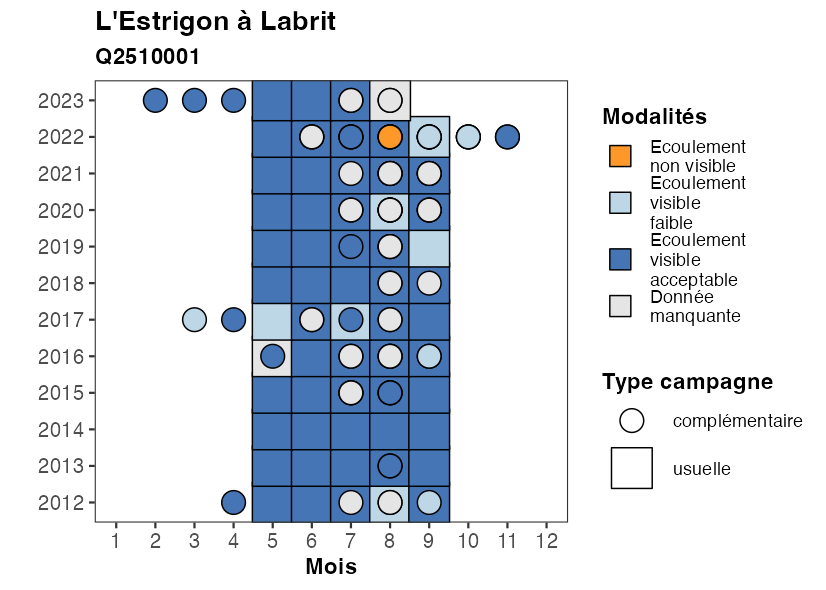 L'Estrigon à Labrit
Q2510001
2023
2022
2021
2020
2019
2018
2017
2016
2015
2014
2013
2012
1 2 3 4 5 6 7 8 9 10 11 12
Mois
Modalités
Ecoulement
non visible
Ecoulement
visible
faible
Ecoulement
visible
acceptable
Donnée
manquante
Type campagne
complémentaire
usuelle